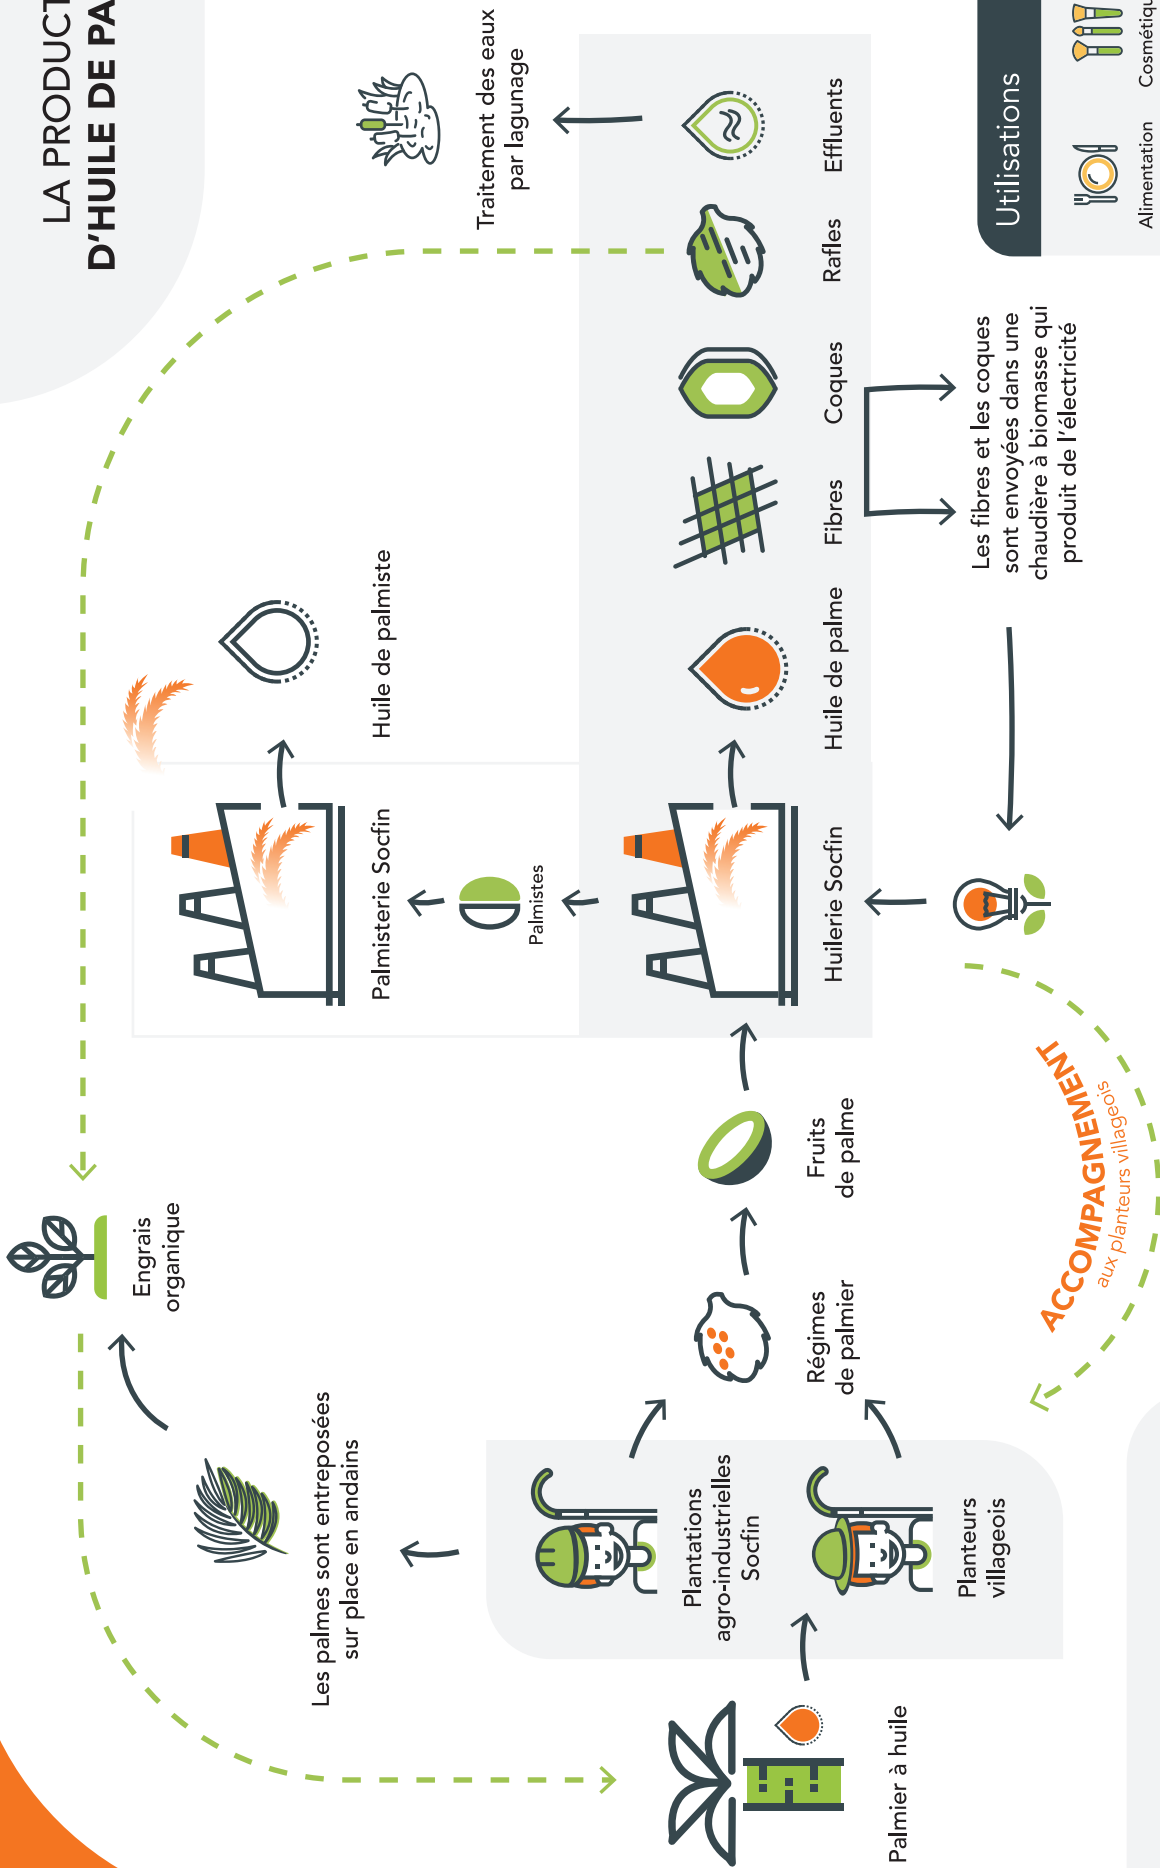 LA PRODUCT
D'HUILE DE PA
Palmier à huile
Plantations
agro-industrielles
Socfin
Planteurs
villageois
Les palmes sont entreposées
sur place en andains
Engrais
organique
Régimes
de palmier
Fruits
de palme
Huilerie Socfin
Palmistes
Palmisterie Socfin
Huile de palmiste
Huile de palme
Fibres
Coques
Rafles
Effluents
Traitement des eaux
par lagunage
Les fibres et les coques
sont envoyées dans une
chaudière à biomasse qui
produit de l'électricité
ACCOMPAGNEMENT
aux planteurs villageois
Utilisations
Alimentation
Cosmétiqu